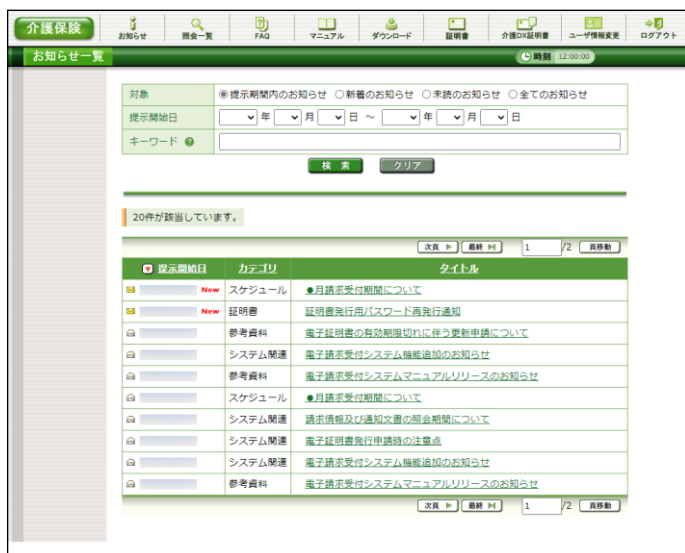 介護保険
お知らせ 照会一覧 FAQ マニュアル ダウンロード 証明書 介護DX証明書 ユーザ情報変更 ログアウト
お知らせ一覧 時刻 12:00:00
対象 提示期間内のお知らせ 新着のお知らせ 未読のお知らせ 全てのお知らせ
提示開始日 年 月 日 ～ 年 月 日
キーワード ?
検 索 クリア
20件が該当しています。
次頁 最終 1 /2 頁移動
提示開始日 カテゴリ タイトル
New スケジュール ●月請求受付期間について
New 証明書 証明書発行用パスワード再発行通知
参考資料 電子証明書の有効期限切れに伴う更新申請について
システム関連 電子請求受付システム機能追加のお知らせ
参考資料 電子請求受付システムマニュアルリリースのお知らせ
スケジュール ●月請求受付期間について
システム関連 請求情報及び通知文書の照会期間について
システム関連 電子証明書発行申請時の注意点
システム関連 電子請求受付システム機能追加のお知らせ
参考資料 電子請求受付システムマニュアルリリースのお知らせ
次頁 最終 1 /2 頁移動